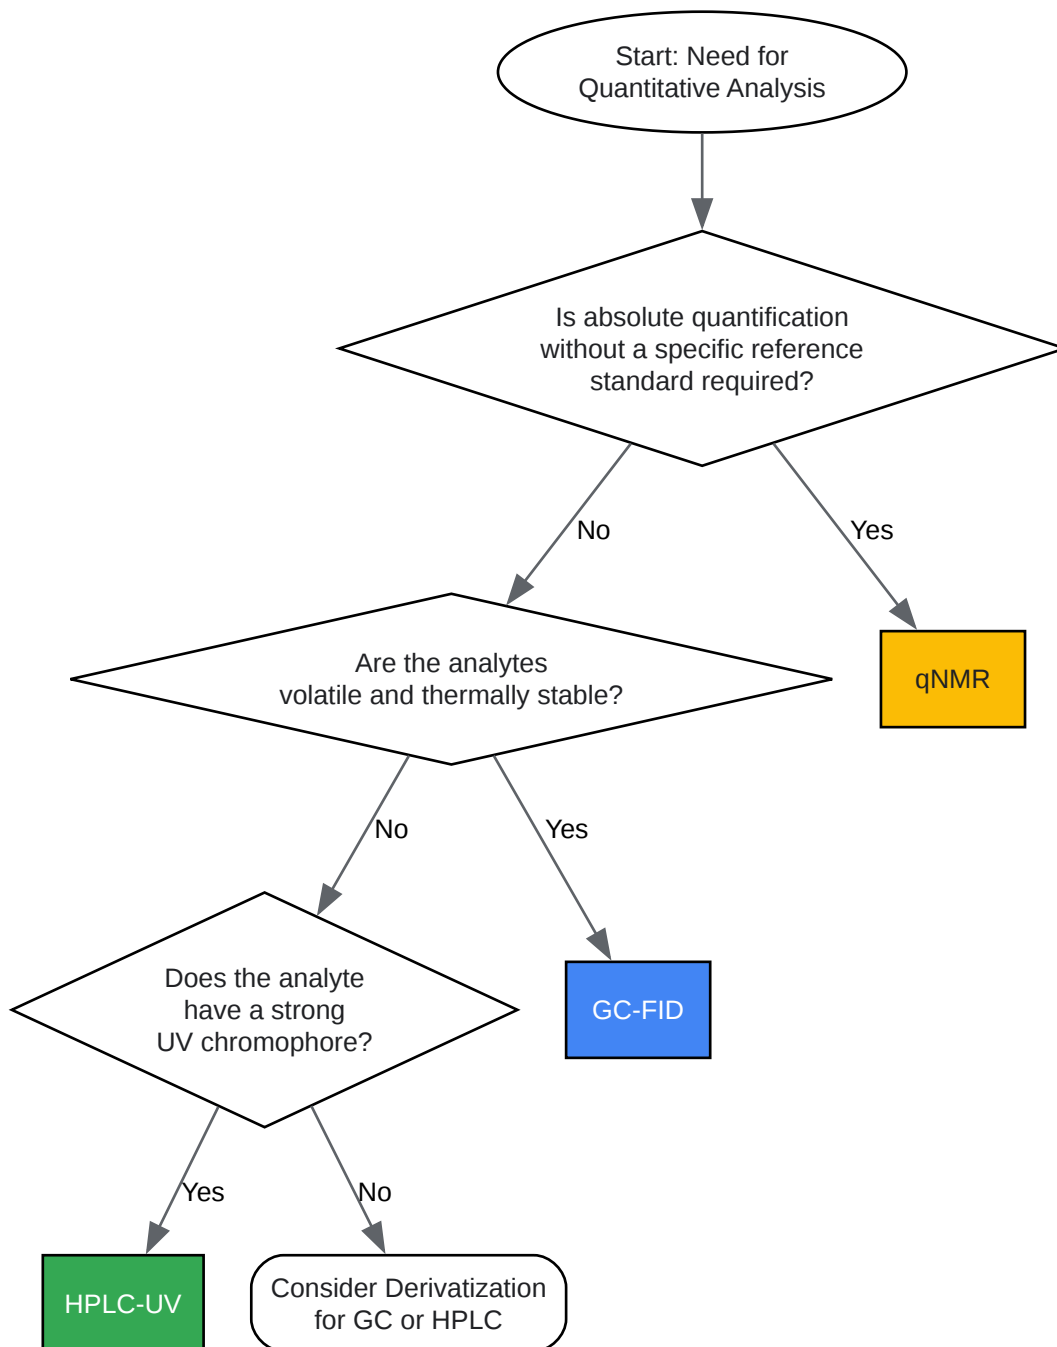 Start: Need for
Quantitative Analysis
Is absolute quantification
without a specific reference
standard required?
No
Yes
Are the analytes
volatile and thermally stable?
qNMR
No
Yes
Does the analyte
have a strong
UV chromophore?
GC-FID
Yes
No
HPLC-UV
Consider Derivatization
for GC or HPLC